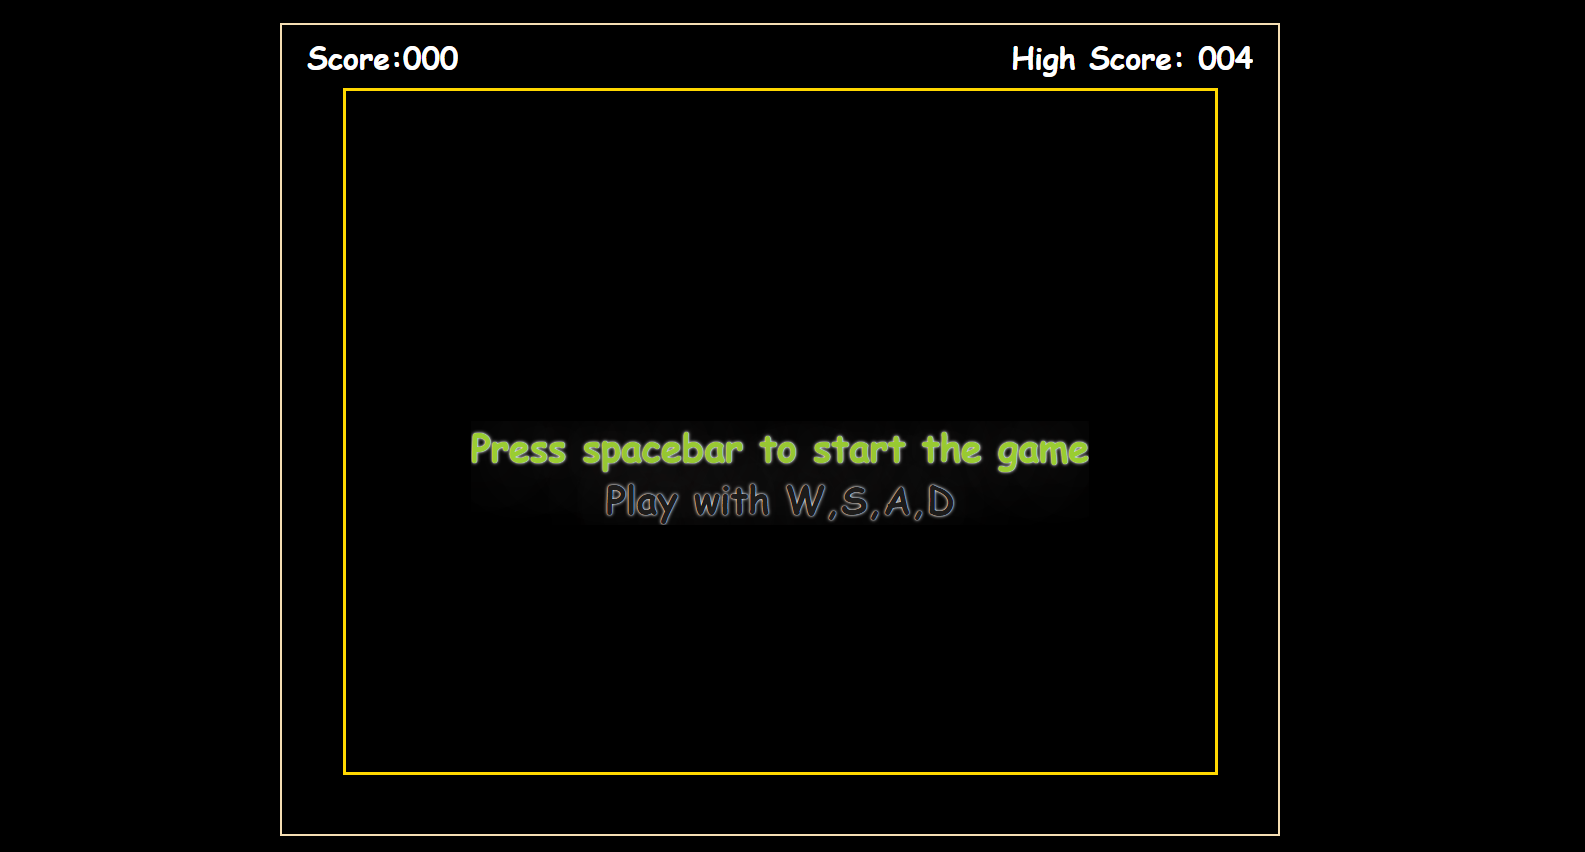 Score:000
High Score: 004
Press spacebar to start the game
Play with W,S,A,D